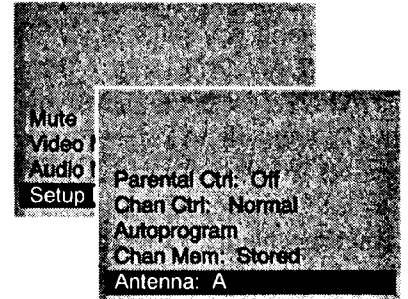 Mute
Video
Audio
Setup
Parental Ctrl: Off
Chan Ctrl: Normal
Autoprogram
Chan Mem: Stored
Antenna: A